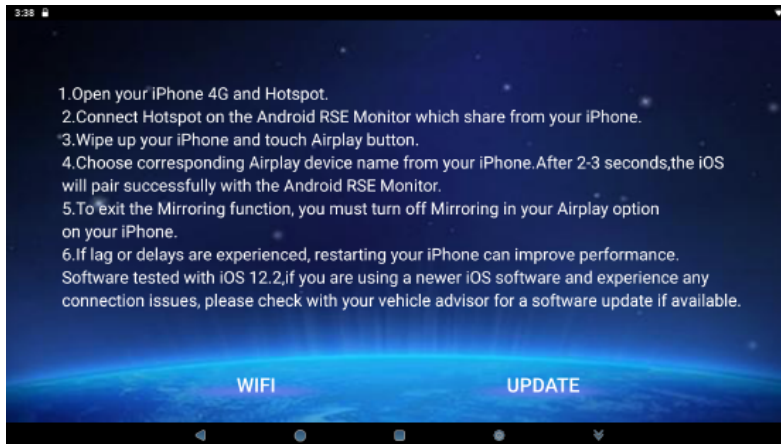 3:38
1.Open your iPhone 4G and Hotspot.
2.Connect Hotspot on the Android RSE Monitor which share from your iPhone.
3.Wipe up your iPhone and touch Airplay button.
4.Choose corresponding Airplay device name from your iPhone.After 2-3 seconds,the iOS
will pair successfully with the Android RSE Monitor.
5.To exit the Mirroring function, you must turn off Mirroring in your Airplay option
on your iPhone.
6.If lag or delays are experienced, restarting your iPhone can improve performance.
Software tested with iOS 12.2,if you are using a newer iOS software and experience any
connection issues, please check with your vehicle advisor for a software update if available.
WIFI
UPDATE